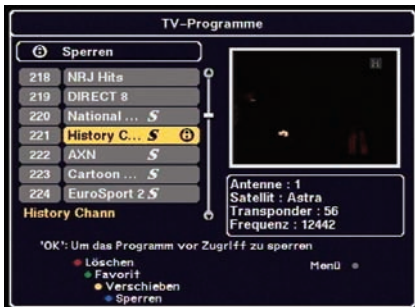 TV-Programme
Sperren
218 NRJ Hits
219 DIRECT 8
220 National ... S
221 History C... S
222 AXN S
223 Cartoon ... S
224 EuroSport 2 S
History Chann
H
Antenne : 1
Satellit : Astra
Transponder : 56
Frequenz : 12442
'OK': Um das Programm vor Zugriff zu sperren
Löschen
Favorit
Verschieben
Sperren
Menü